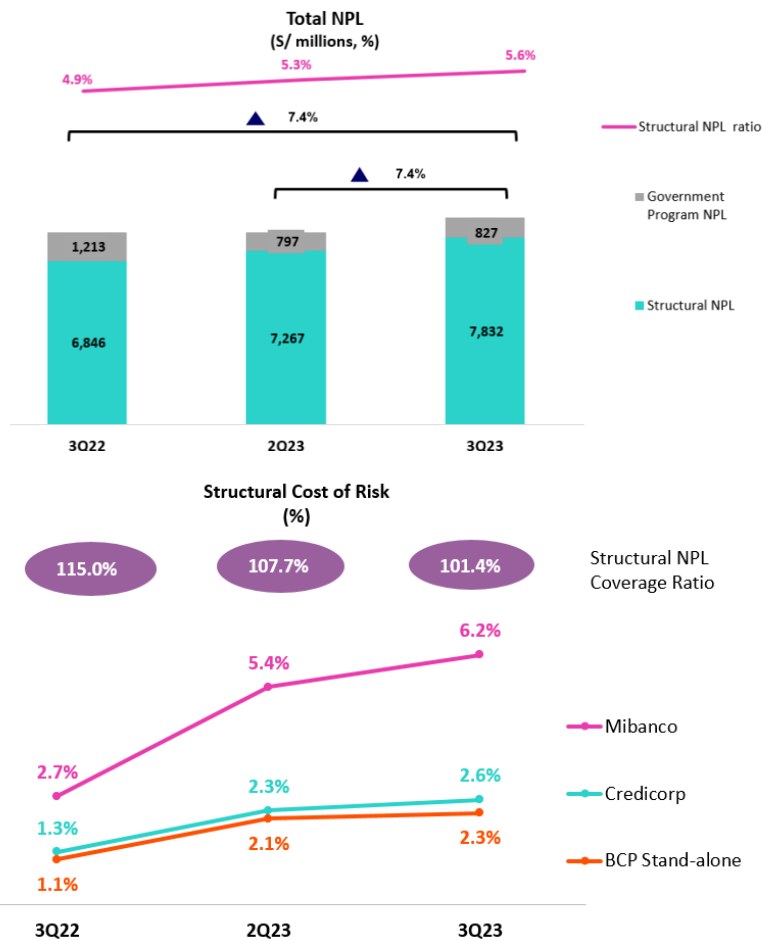 Total NPL
(S/ millions, %)
4.9%
5.3%
5.6%
7.4%
7.4%
Structural NPL ratio
Government
Program NPL
Structural NPL
1,213
797
827
6,846
7,267
7,832
3Q22
2Q23
3Q23
Structural Cost of Risk
(%)
115.0%
107.7%
101.4%
Structural NPL
Coverage Ratio
2.7%
5.4%
6.2%
1.3%
2.3%
2.6%
1.1%
2.1%
2.3%
Mibanco
Credicorp
BCP Stand-alone
3Q22
2Q23
3Q23